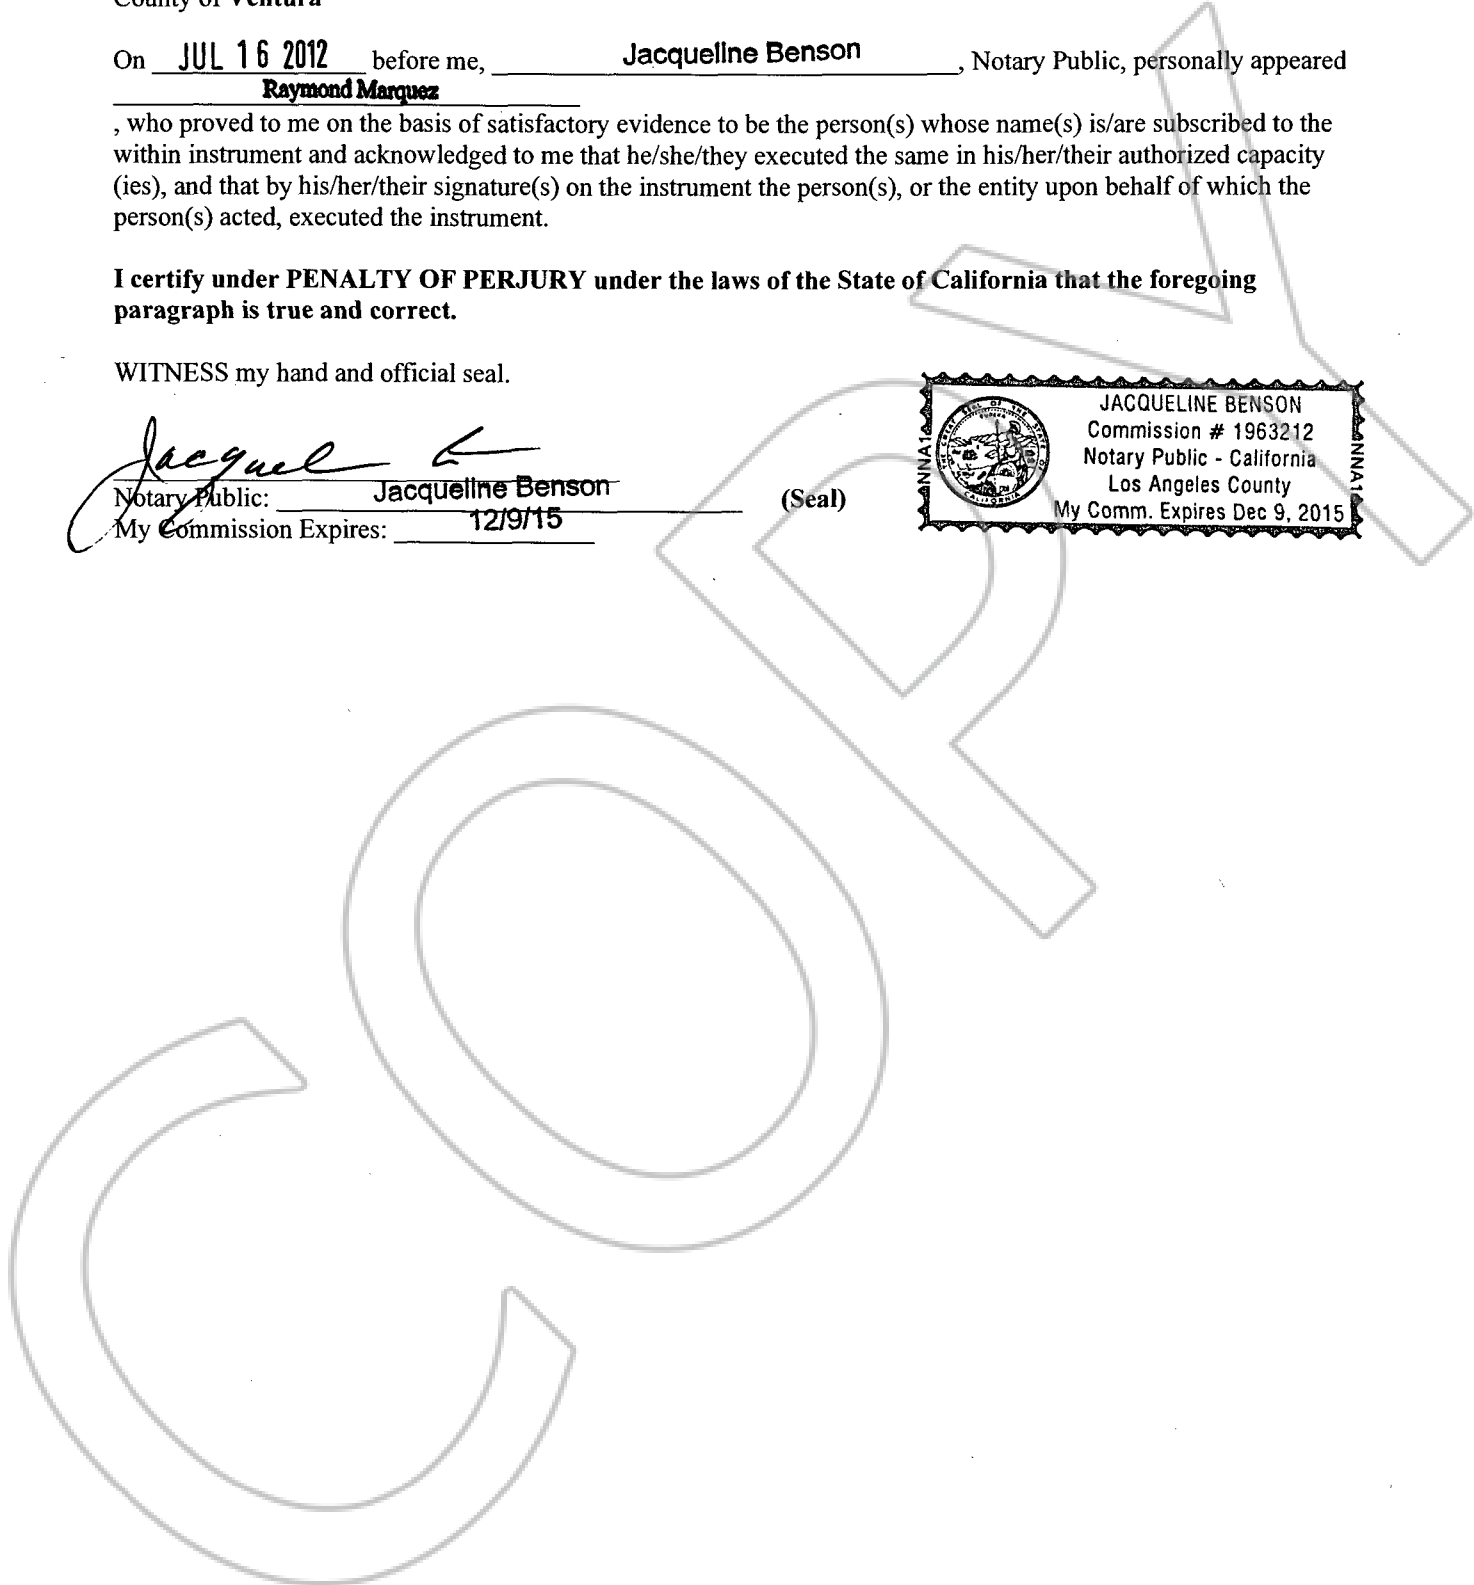 County of Ventura
On JUL 16 2012 before me, Jacqueline Benson, Notary Public, personally appeared
Raymond Marquez
, who proved to me on the basis of satisfactory evidence to be the person(s) whose name(s) is/are subscribed to the
within instrument and acknowledged to me that he/she/they executed the same in his/her/their authorized capacity
(ies), and that by his/her/their signature(s) on the instrument the person(s), or the entity upon behalf of which the
person(s) acted, executed the instrument.
I certify under PENALTY OF PERJURY under the laws of the State of California that the foregoing
paragraph is true and correct.
WITNESS my hand and official seal.
Notary Public: Jacqueline Benson (Seal)
My Commission Expires: 12/9/15
JACQUELINE BENSON
Commission # 1963212
Notary Public - California
Los Angeles County
My Comm. Expires Dec 9, 2015
NNA1
NNA1
COPY